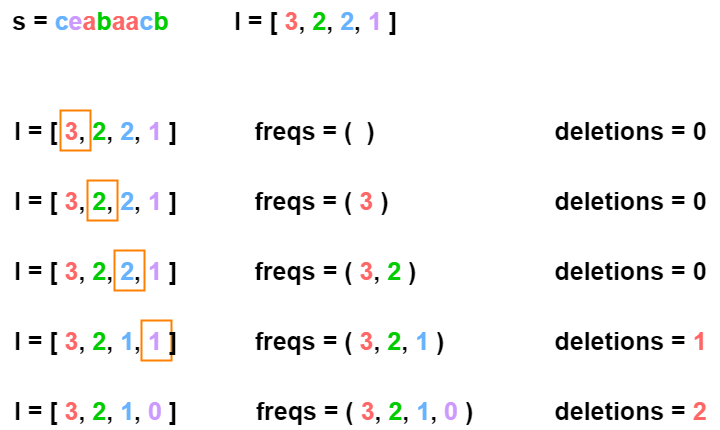 s = ceabaacb l = [ 3, 2, 2, 1 ]
l = [ 3, 2, 2, 1 ] freqs = ( ) deletions = 0
l = [ 3, 2, 2, 1 ] freqs = ( 3 ) deletions = 0
l = [ 3, 2, 2, 1 ] freqs = ( 3, 2 ) deletions = 0
l = [ 3, 2, 1, 1 ] freqs = ( 3, 2, 1 ) deletions = 1
l = [ 3, 2, 1, 0 ] freqs = ( 3, 2, 1, 0 ) deletions = 2